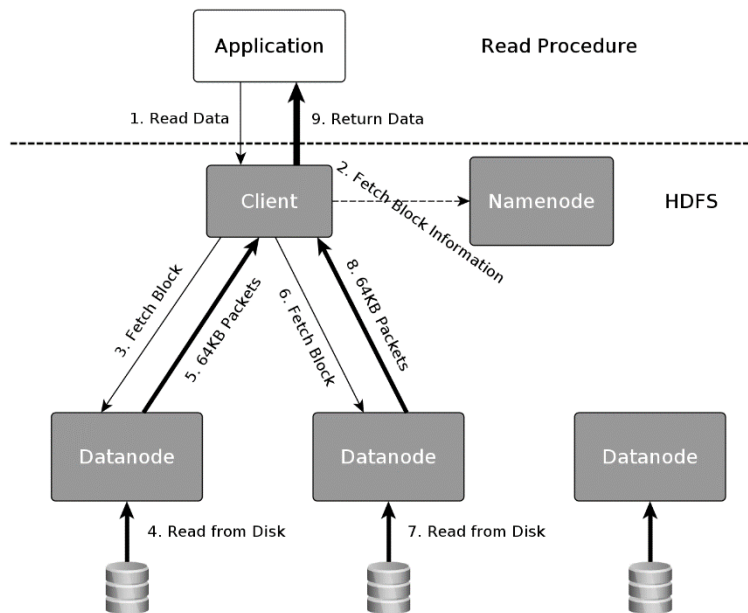 Application
Read Procedure
1. Read Data
9. Return Data
Client
2. Fetch Block Information
Namenode
HDFS
3. Fetch Block
5. 64KB Packets
6. Fetch Block
8. 64KB Packets
Datanode
Datanode
Datanode
4. Read from Disk
7. Read from Disk